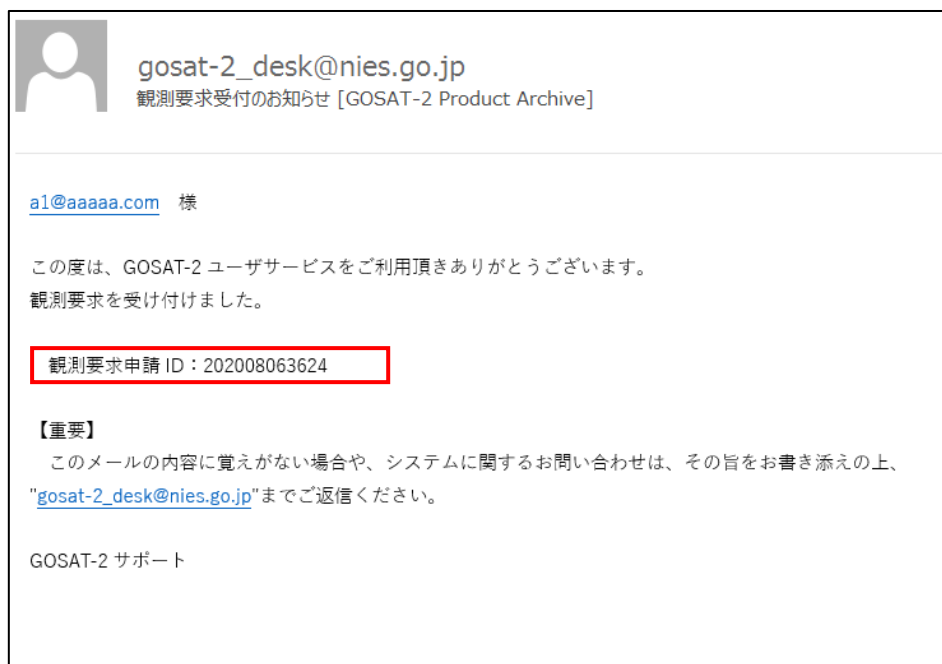 gosat-2_desk@nies.go.jp
観測要求受付のお知らせ [GOSAT-2 Product Archive]
a1@aaaaa.com 様
この度は、GOSAT-2 ユーザサービスをご利用頂きありがとうございます。
観測要求を受け付けました。
観測要求申請 ID：202008063624
【重要】
このメールの内容に覚えがない場合や、システムに関するお問い合わせは、その旨をお書き添えの上、
"gosat-2_desk@nies.go.jp"までご返信ください。
GOSAT-2 サポート